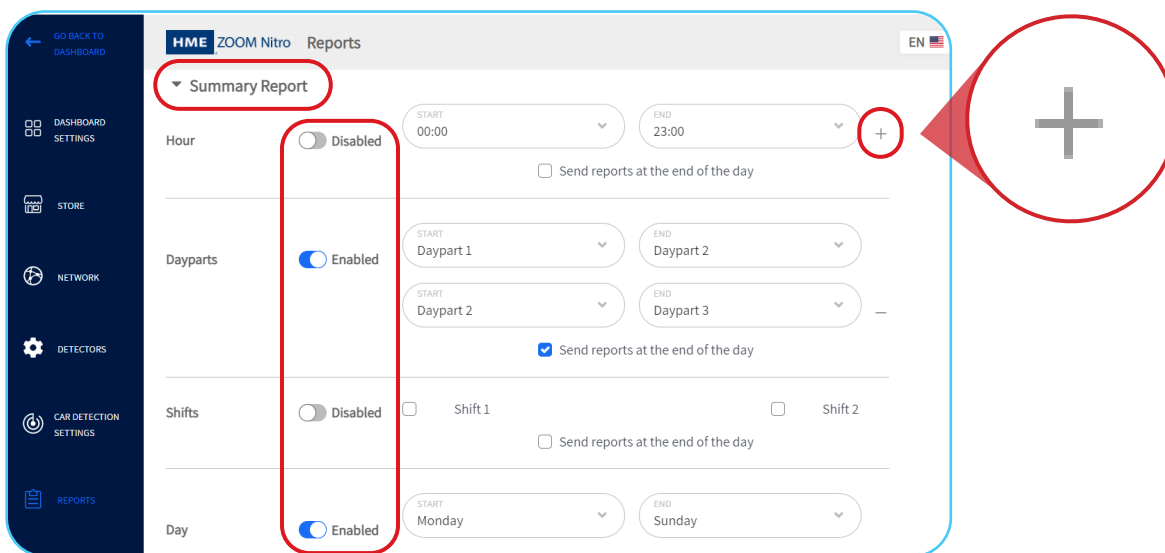 GO BACK TO
DASHBOARD
HME ZOOM Nitro Reports
EN
Summary Report
DASHBOARD
SETTINGS
STORE
NETWORK
DETECTORS
CAR DETECTION
SETTINGS
REPORTS
Hour
Disabled
START
00:00
END
23:00
+
Send reports at the end of the day
Dayparts
Enabled
START
Daypart 1
END
Daypart 2
START
Daypart 2
END
Daypart 3
–
Send reports at the end of the day
Shifts
Disabled
Shift 1
Shift 2
Send reports at the end of the day
Day
Enabled
START
Monday
END
Sunday
+